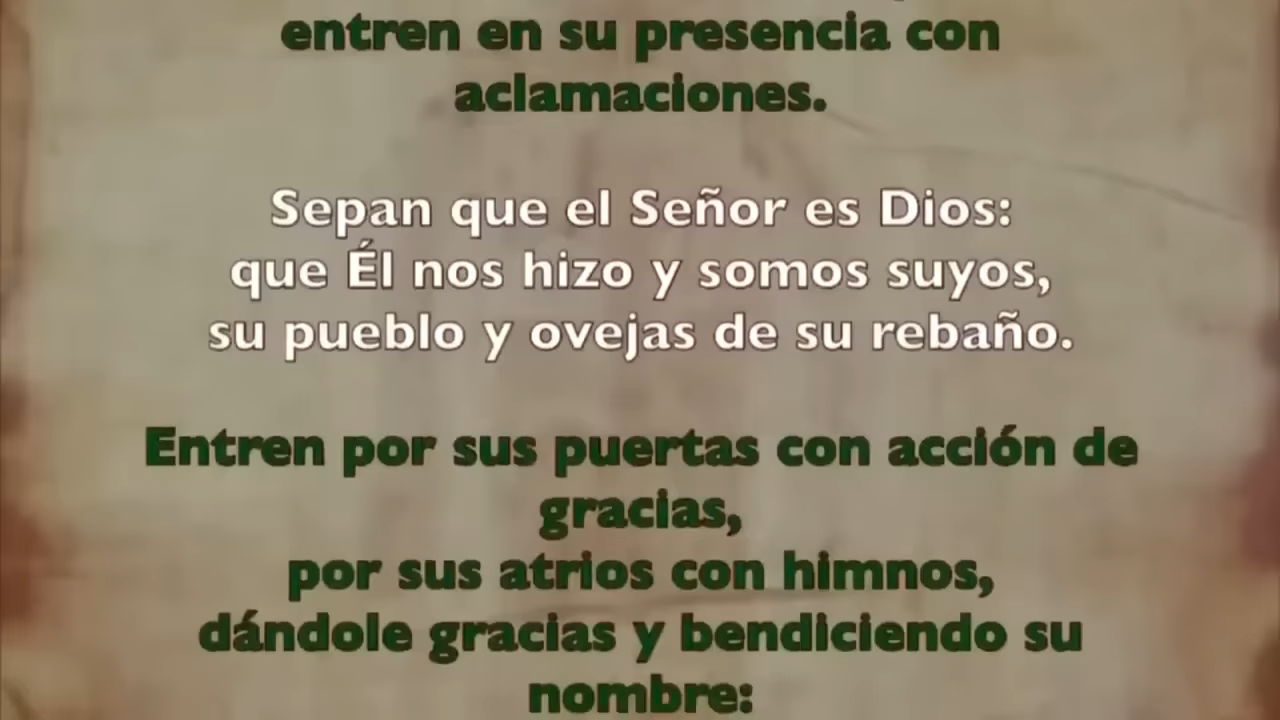 entren en su presencia con
aclamaciones.
Sepan que el Señor es Dios:
que Él nos hizo y somos suyos,
su pueblo y ovejas de su rebaño.
Entren por sus puertas con acción de
gracias,
por sus atrios con himnos,
dándole gracias y bendiciendo su
nombre: